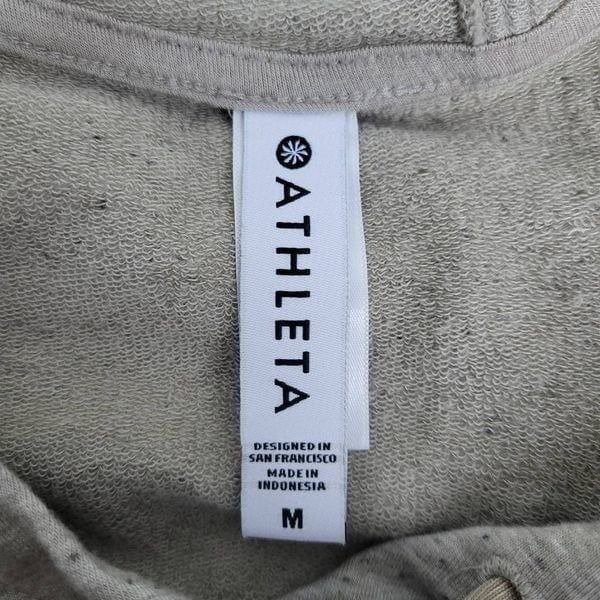 ATHLETA
DESIGNED IN
SAN FRANCISCO
MADE IN
INDONESIA
M